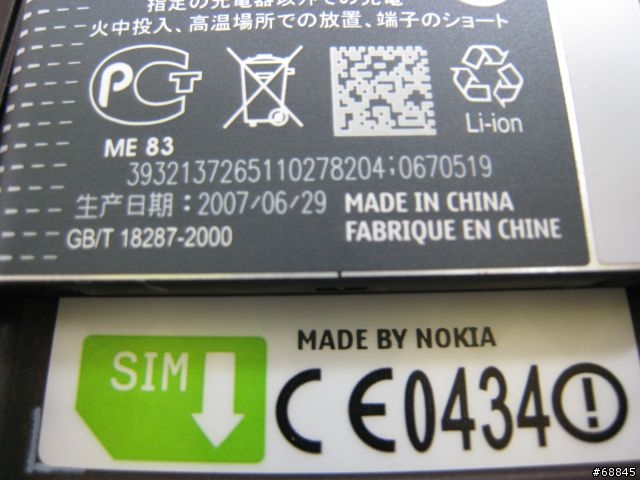 指定の充電器以外での充電
火中投入、高温場所での放置、端子のショート
PCT
Li-ion
ME 83
3932137265110278204:0670519
生产日期：2007/06/29 MADE IN CHINA
GB/T 18287-2000 FABRIQUE EN CHINE
MADE BY NOKIA
SIM
CE0434
#68845